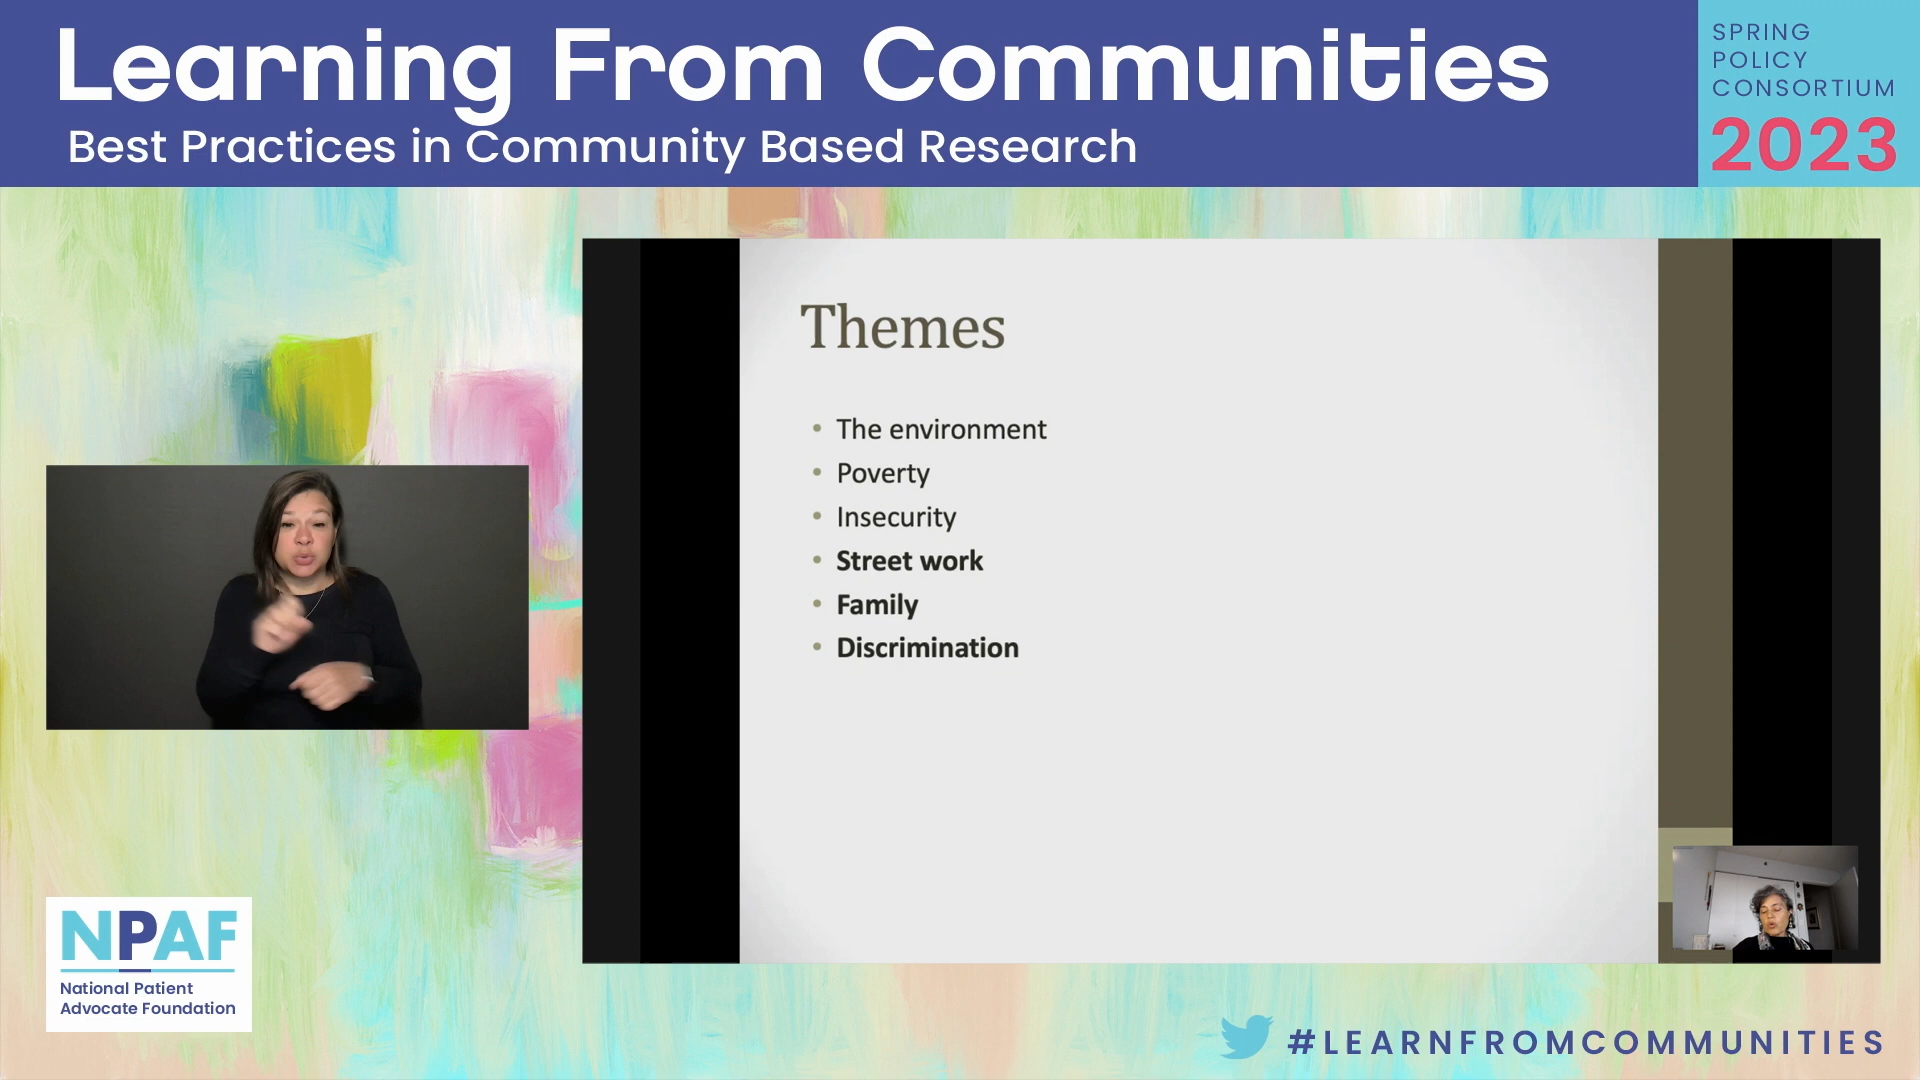 Learning From Communities
Best Practices in Community Based Research
SPRING
POLICY
CONSORTIUM
2023
Themes
• The environment
• Poverty
• Insecurity
• Street work
• Family
• Discrimination
NPAF
National Patient
Advocate Foundation
#LEARNFROMCOMMUNITIES